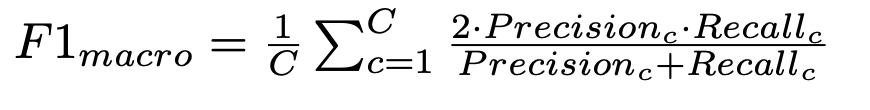 $F1_{macro} = \frac{1}{C} \sum_{c=1}^{C} \frac{2 \cdot Precision_c \cdot Recall_c}{Precision_c + Recall_c}$